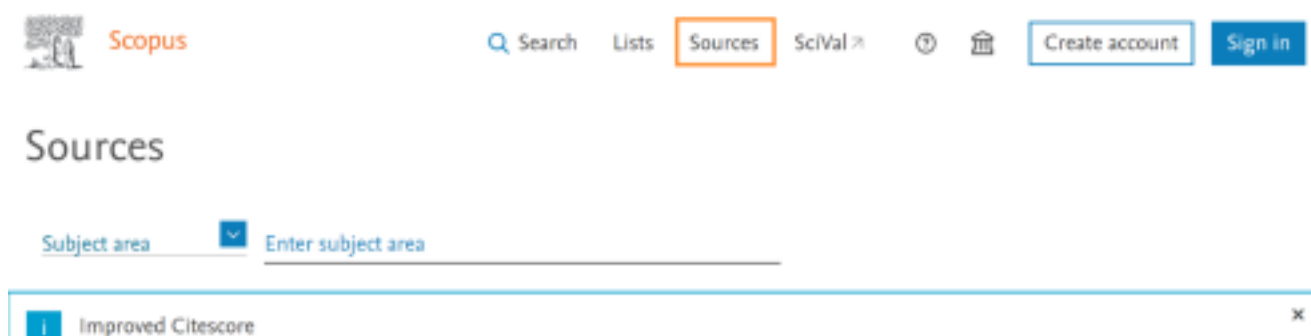 Scopus Search Lists Sources SciVal Create account Sign in
Sources
Subject area Enter subject area
i Improved Citescore